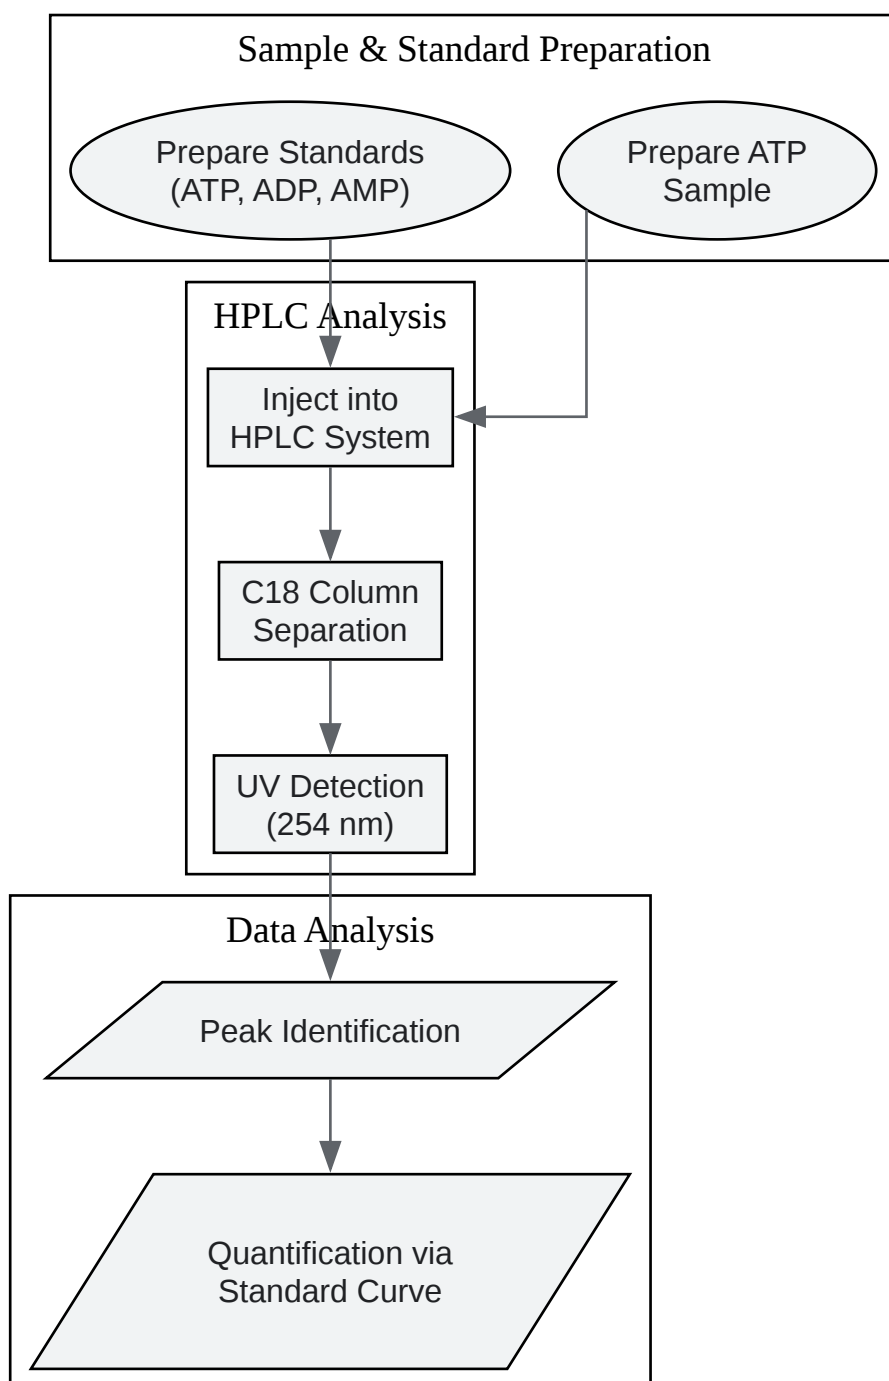 Sample & Standard Preparation
Prepare Standards
(ATP, ADP, AMP)
Prepare ATP
Sample
HPLC Analysis
Inject into
HPLC System
C18 Column
Separation
UV Detection
(254 nm)
Data Analysis
Peak Identification
Quantification via
Standard Curve